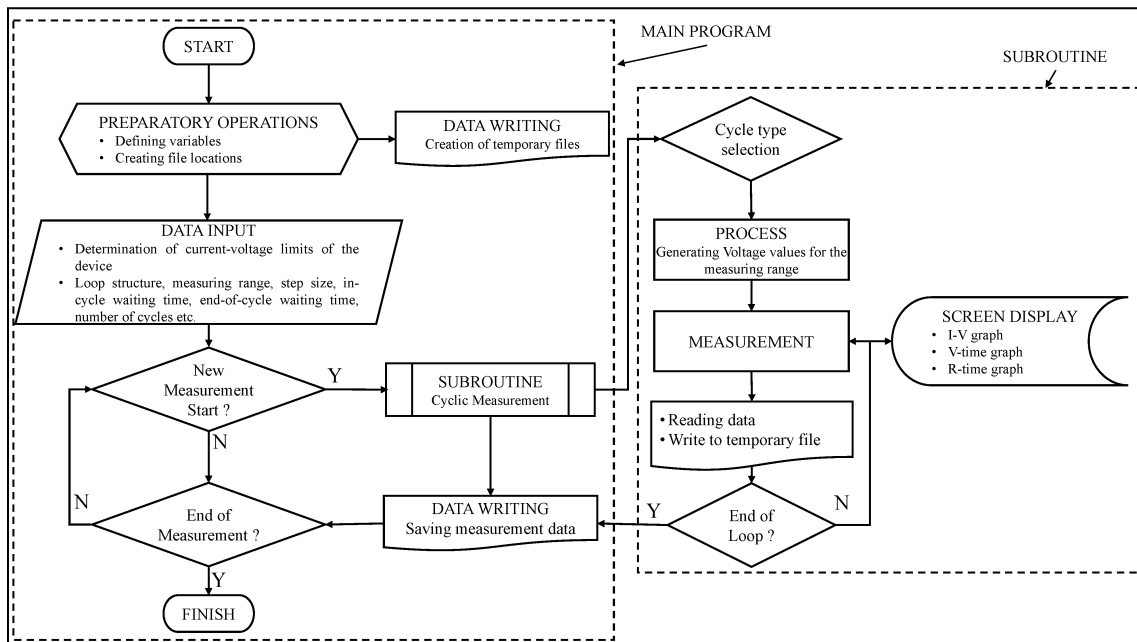 START
MAIN PROGRAM
SUBROUTINE
PREPARATORY OPERATIONS
• Defining variables
• Creating file locations
DATA WRITING
Creation of temporary files
DATA INPUT
• Determination of current-voltage limits of the
device
• Loop structure, measuring range, step size, in-
cycle waiting time, end-of-cycle waiting time,
number of cycles etc.
New
Measurement
Start ?
Y
N
SUBROUTINE
Cyclic Measurement
DATA WRITING
Saving measurement data
End of
Measurement ?
N
Y
FINISH
Cycle type
selection
PROCESS
Generating Voltage values for the
measuring range
MEASUREMENT
SCREEN DISPLAY
• I-V graph
• V-time graph
• R-time graph
• Reading data
• Write to temporary file
End of
Loop ?
Y
N